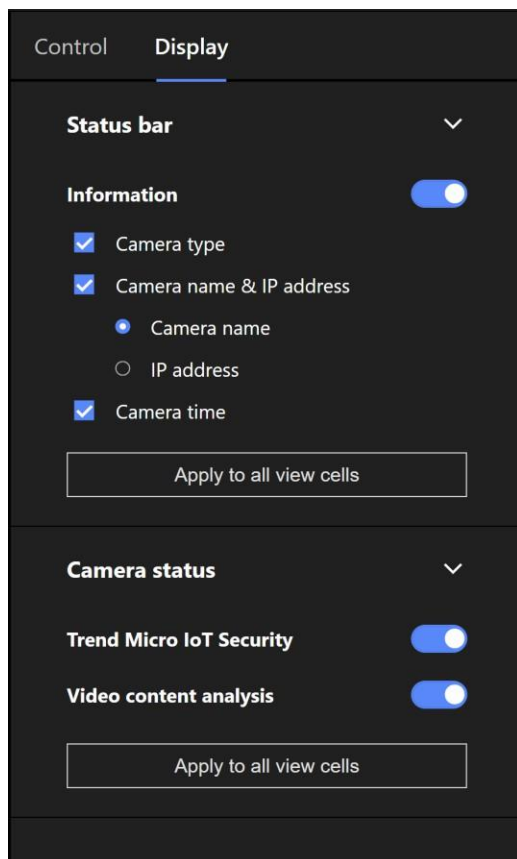 Control Display
Status bar
Information
Camera type
Camera name & IP address
Camera name
IP address
Camera time
Apply to all view cells
Camera status
Trend Micro IoT Security
Video content analysis
Apply to all view cells